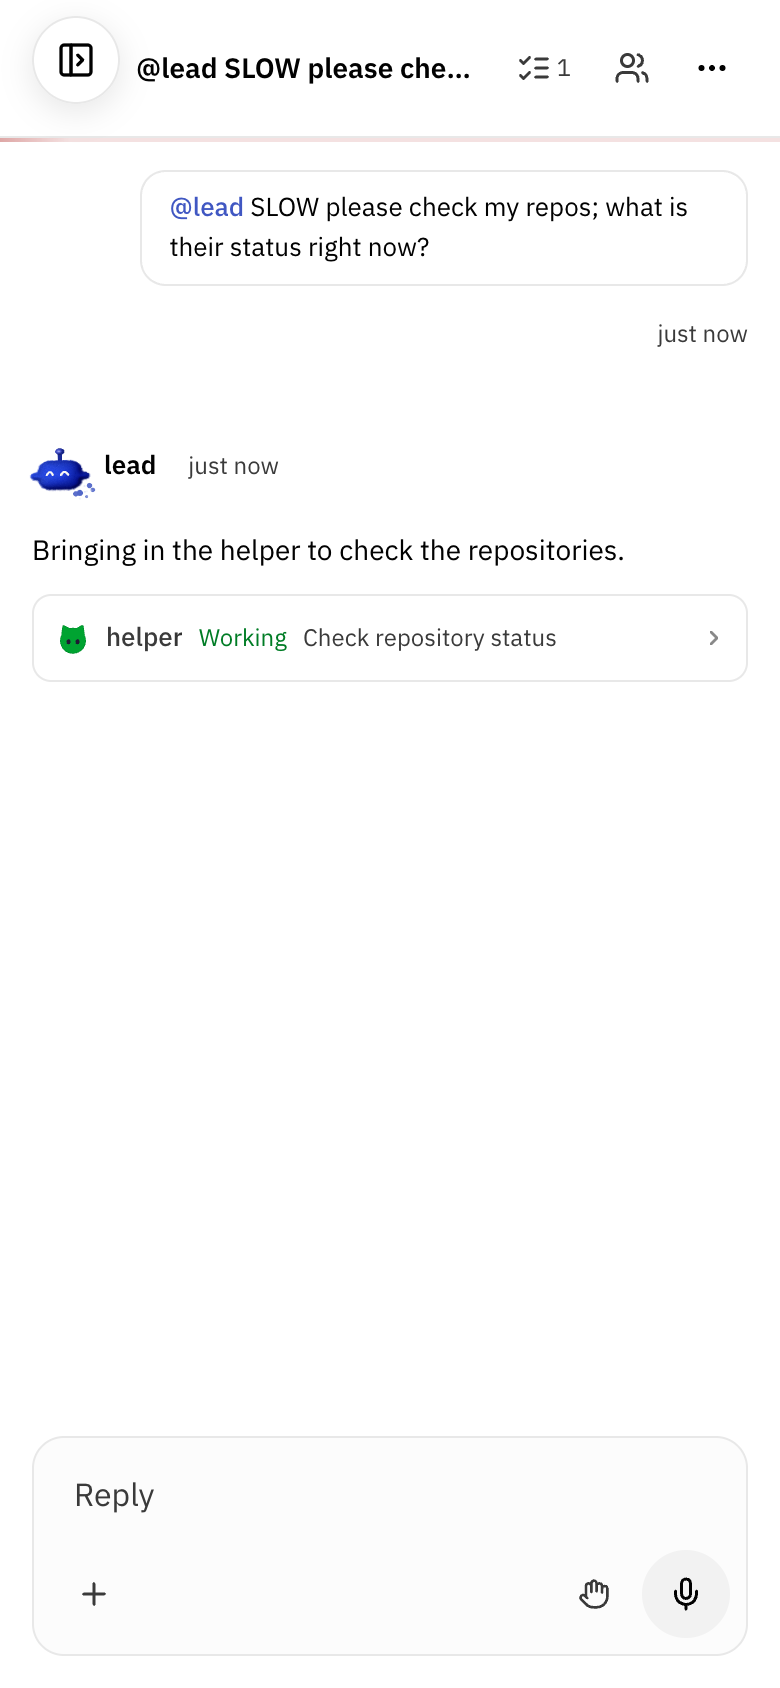 @lead SLOW please che...
1
@lead SLOW please check my repos; what is
their status right now?
just now
lead just now
Bringing in the helper to check the repositories.
helper Working Check repository status
Reply